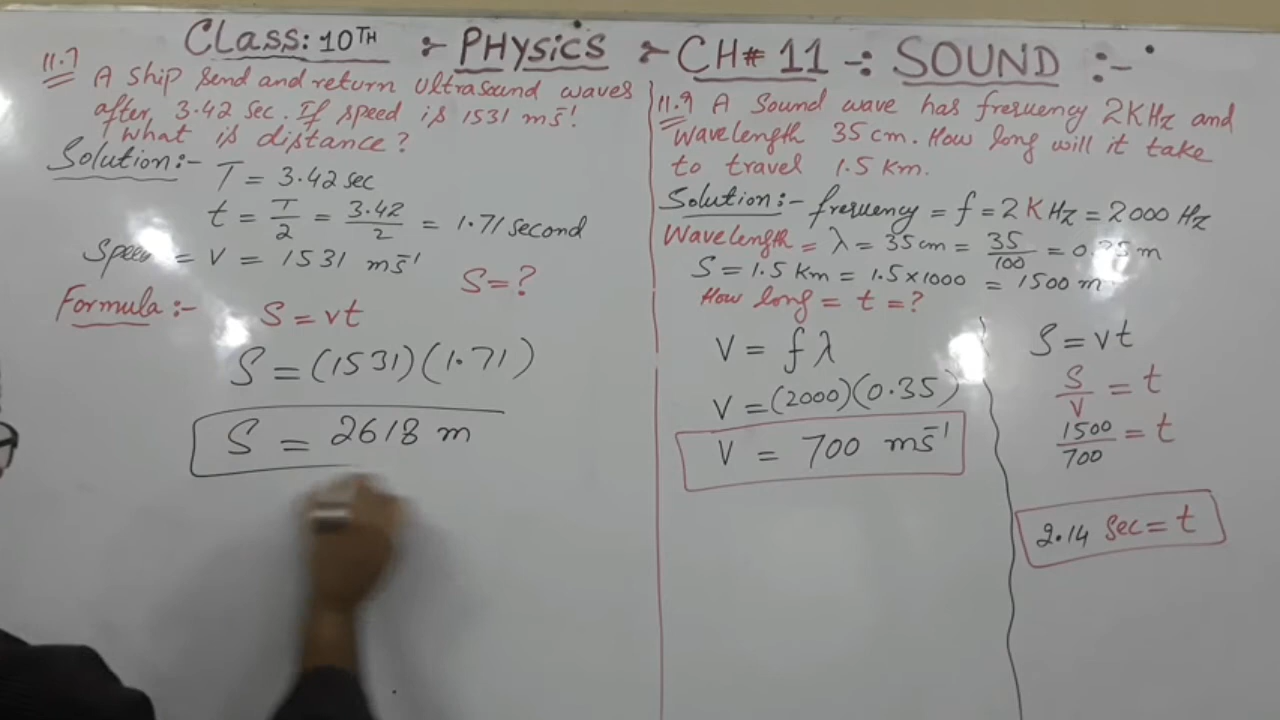 CLASS: 10TH :- PHYSICS :- CH# 11 -: SOUND :-
11.7 A ship send and return ultrasound waves
after 3.42 sec. If speed is 1531 ms⁻¹.
What is distance?
Solution:- T = 3.42 sec
t = T/2 = 3.42/2 = 1.71 second
Speed = v = 1531 ms⁻¹
S = ?
Formula:- S = vt
S = (1531)(1.71)
S = 2618 m
11.9 A Sound wave has freruency 2KHz and
wavelength 35 cm. How long will it take
to travel 1.5 Km.
Solution:- freruency = f = 2 KHz = 2000 Hz
Wavelength = λ = 35 cm = 35/100 = 0.35 m
S = 1.5 Km = 1.5 x 1000 = 1500 m
How long = t = ?
V = f λ
V = (2000)(0.35)
V = 700 ms⁻¹
S = vt
S/V = t
1500/700 = t
2.14 Sec = t